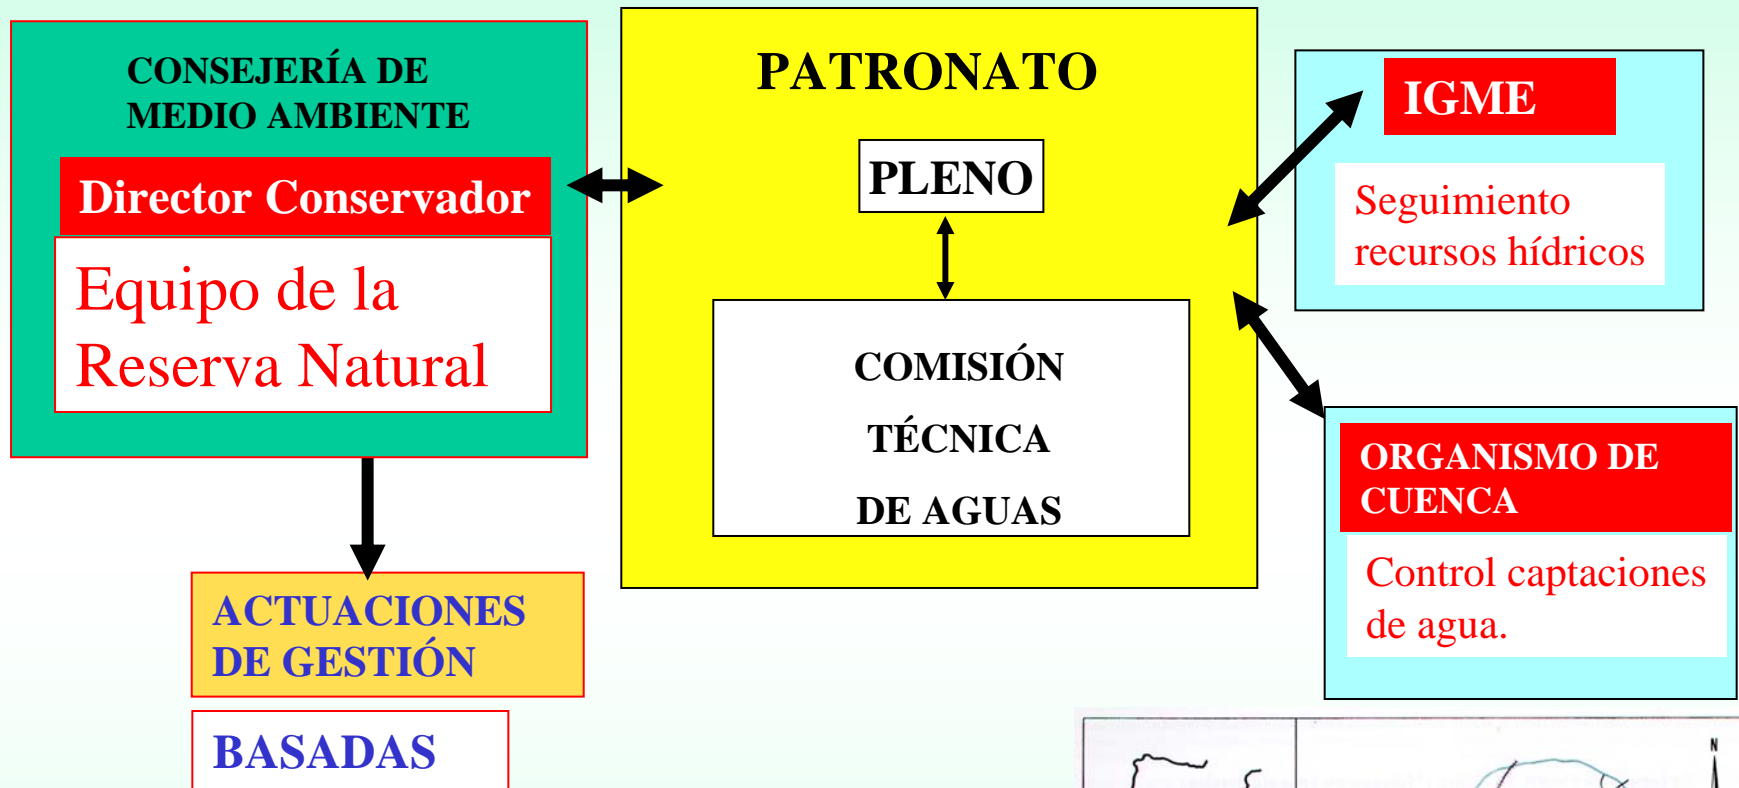 CONSEJERÍA DE
MEDIO AMBIENTE
Director Conservador
Equipo de la
Reserva Natural
PATRONATO
PLENO
COMISIÓN
TÉCNICA
DE AGUAS
IGME
Seguimiento
recursos hídricos
ORGANISMO DE
CUENCA
Control captaciones
de agua.
ACTUACIONES
DE GESTIÓN
BASADAS
N